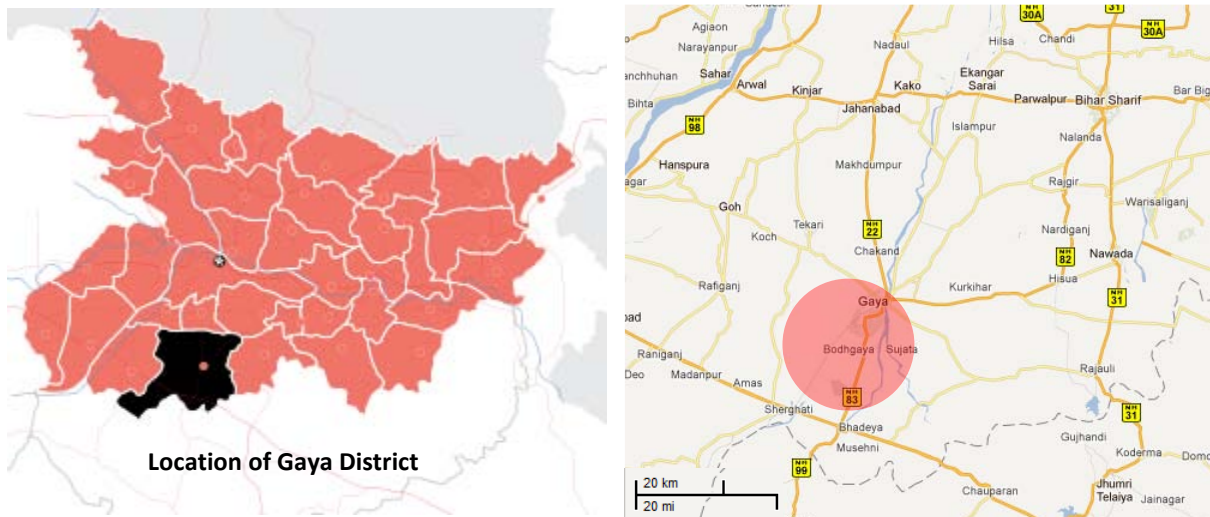 Location of Gaya District
NH
30A
31
Agiaon
Narayanpur
Nadaul
Hilsa
Chandi
NH
30A
anchhuhan
Sahar
Bihta
Arwal
Kinjar
Kako
Ekangar
Sarai
Parwalpur
Bihar Sharif
Bar Big
Jahanabad
NH
98
Islampur
Nalanda
Hanspura
Makhdumpur
nagar
Rajgir
Goh
Tekari
NH
22
Warisaliganj
Koch
Chakand
Nardiganj
NH
82
Nawada
Rafiganj
Hisua
Gaya
Kurkihar
NH
31
bad
Raniganj
Bodhgaya
Sujata
Deo
Madanpur
Amas
Rajauli
NH
83
Sherghati
Bhadeya
NH
31
Musehni
Gujhandi
NH
99
Koderma
Domc
20 km
20 mi
Chauparan
Jhumri
Telaiya
Jainagar